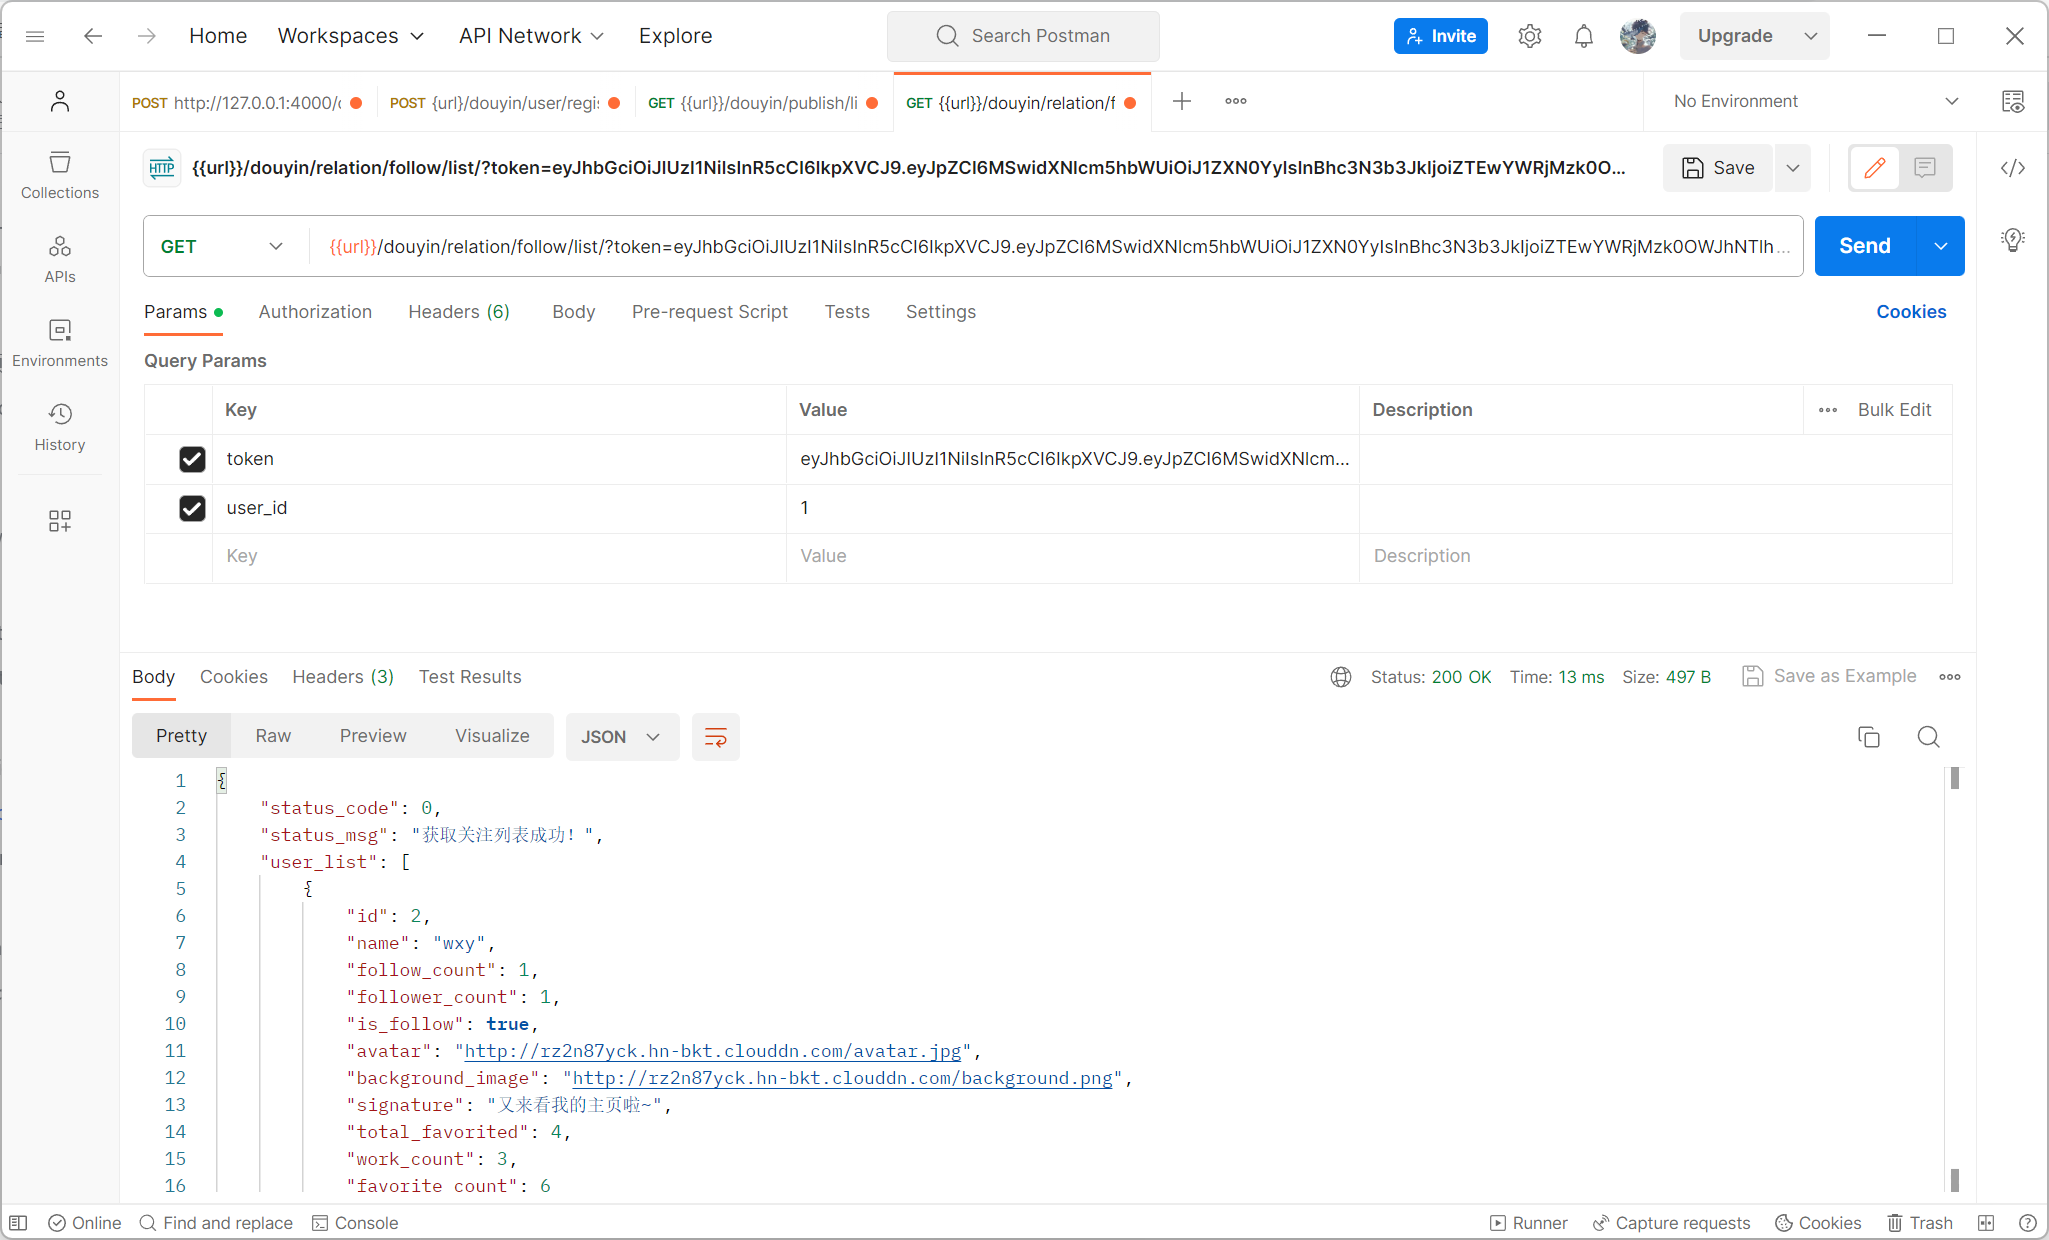 Home Workspaces API Network Explore Search Postman Invite Upgrade
POST http://127.0.0.1:4000/ POST {url}/douyin/user/regi GET {{url}}/douyin/publish/li GET {{url}}/douyin/relation/f No Environment
HTTP {{url}}/douyin/relation/follow/list/?token=eyJhbGciOiJIUzI1NiIsInR5cCI6IkpXVCJ9.eyJpZCI6MSwidXNlcm5hbWUiOiJ1ZXN0YyIsInBhc3N3b3JkIjoiZTEwYWRjMzk0O... Save
GET {{url}}/douyin/relation/follow/list/?token=eyJhbGciOiJIUzI1NiIsInR5cCI6IkpXVCJ9.eyJpZCI6MSwidXNlcm5hbWUiOiJ1ZXN0YyIsInBhc3N3b3JkIjoiZTEwYWRjMzk0OWJhNTlh... Send
Collections
APIs
Environments
History
Params Authorization Headers (6) Body Pre-request Script Tests Settings Cookies
Query Params
Key Value Description Bulk Edit
token eyJhbGciOiJIUzI1NiIsInR5cCI6IkpXVCJ9.eyJpZCI6MSwidXNlcm...
user_id 1
Key Value Description
Body Cookies Headers (3) Test Results Status: 200 OK Time: 13 ms Size: 497 B Save as Example
Pretty Raw Preview Visualize JSON
1 {
2 "status_code": 0,
3 "status_msg": "获取关注列表成功！",
4 "user_list": [
5 {
6 "id": 2,
7 "name": "wxy",
8 "follow_count": 1,
9 "follower_count": 1,
10 "is_follow": true,
11 "avatar": "http://rz2n87yck.hn-bkt.clouddn.com/avatar.jpg",
12 "background_image": "http://rz2n87yck.hn-bkt.clouddn.com/background.png",
13 "signature": "又来看我的主页啦~",
14 "total_favorited": 4,
15 "work_count": 3,
16 "favorite_count": 6
Online Find and replace Console Runner Capture requests Cookies Trash